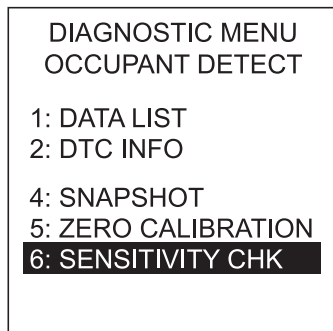 DIAGNOSTIC MENU
OCCUPANT DETECT
1: DATA LIST
2: DTC INFO
4: SNAPSHOT
5: ZERO CALIBRATION
6: SENSITIVITY CHK